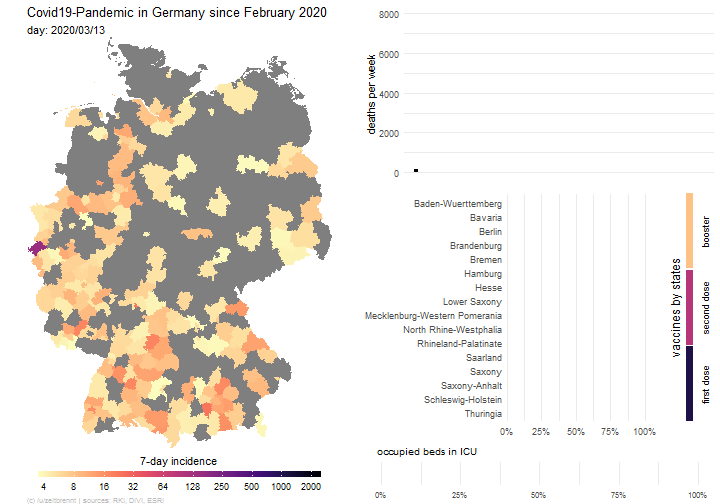 Covid19-Pandemic in Germany since February 2020
day: 2020/03/13
7-day incidence
4 8 16 32 64 128 250 500 1000 2000
(c) /u/zeitbrennt | sources: RKI, DIVI, ESRI
deaths per week
8000
6000
4000
2000
0
Baden-Wuerttemberg
Bavaria
Berlin
Brandenburg
Bremen
Hamburg
Hesse
Lower Saxony
Mecklenburg-Western Pomerania
North Rhine-Westphalia
Rhineland-Palatinate
Saarland
Saxony
Saxony-Anhalt
Schleswig-Holstein
Thuringia
0% 25% 50% 75% 100%
vaccines by states
booster
second dose
first dose
occupied beds in ICU
0% 25% 50% 75% 100%